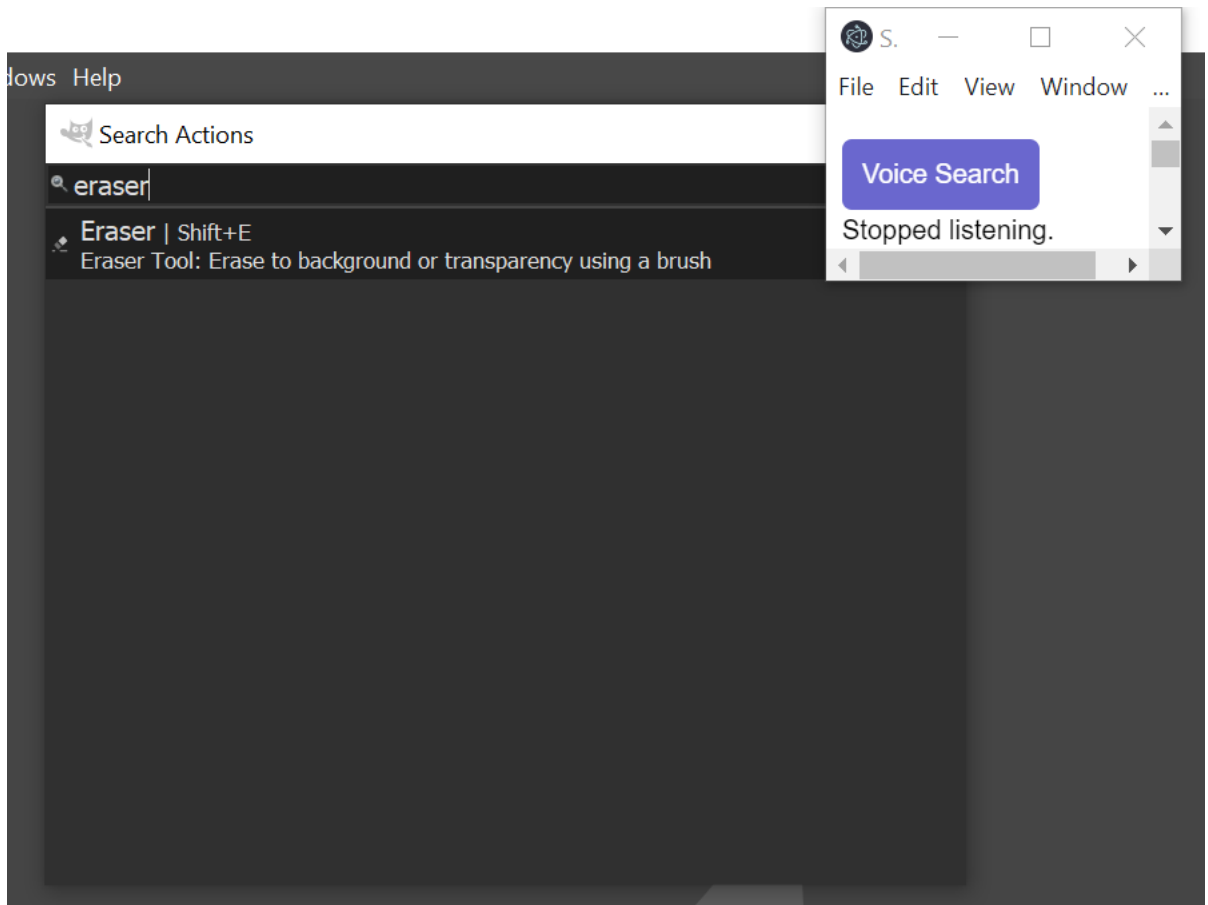 S.
File Edit View Window ...
dows Help
Search Actions
Voice Search
eraser
Stopped listening.
Eraser | Shift+E
Eraser Tool: Erase to background or transparency using a brush